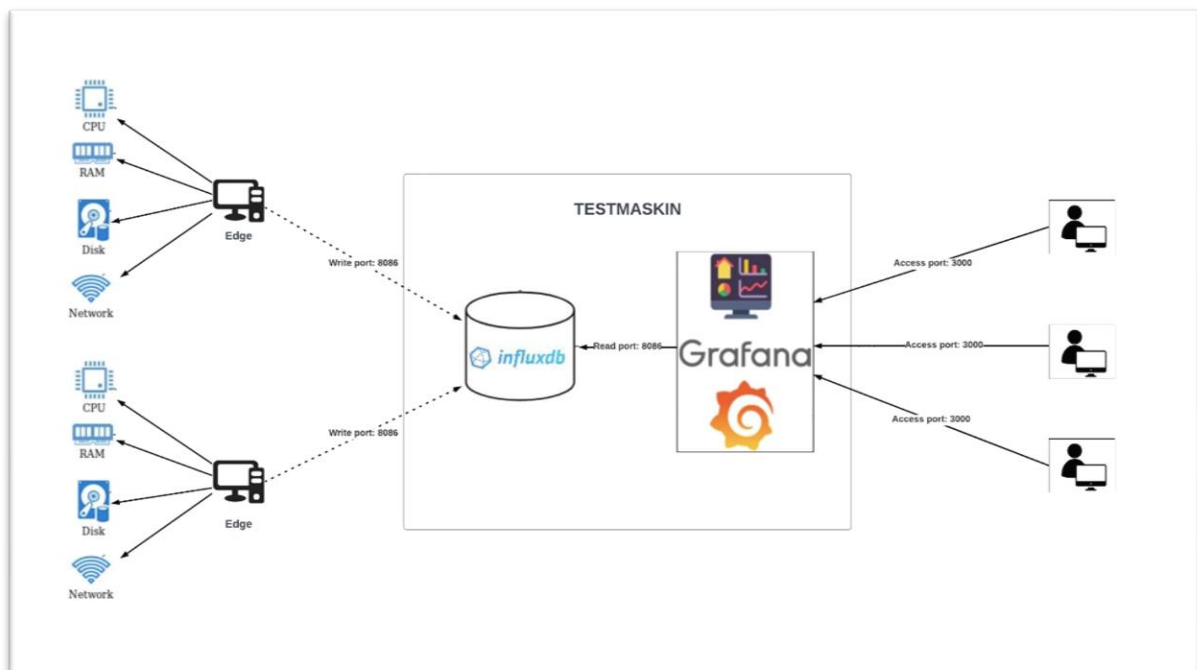 CPU
RAM
Disk
Network
Edge
Write port: 8086
CPU
RAM
Disk
Network
Edge
Write port: 8086
TESTMASKIN
influxdb
Read port: 8086
Grafana
Access port: 3000
Access port: 3000
Access port: 3000